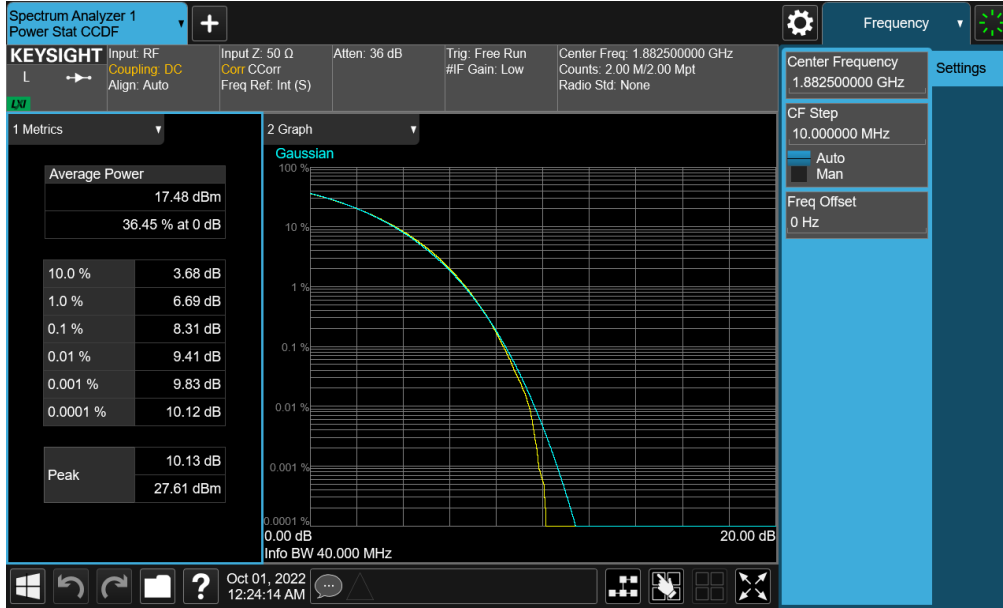 Spectrum Analyzer 1
Power Stat CCDF
Frequency
KEYSIGHT
L
LXI
Input: RF
Coupling: DC
Align: Auto
Input Z: 50 Ω
Corr CCorr
Freq Ref: Int (S)
Atten: 36 dB
Trig: Free Run
#IF Gain: Low
Center Freq: 1.882500000 GHz
Counts: 2.00 M/2.00 Mpt
Radio Std: None
Center Frequency
1.882500000 GHz
Settings
CF Step
10.000000 MHz
Auto
Man
Freq Offset
0 Hz
1 Metrics
Average Power
17.48 dBm
36.45 % at 0 dB
10.0 % 3.68 dB
1.0 % 6.69 dB
0.1 % 8.31 dB
0.01 % 9.41 dB
0.001 % 9.83 dB
0.0001 % 10.12 dB
Peak
10.13 dB
27.61 dBm
2 Graph
Gaussian
100 %
10 %
1 %
0.1 %
0.01 %
0.001 %
0.0001 %
0.00 dB 20.00 dB
Info BW 40.000 MHz
?
Oct 01, 2022
12:24:14 AM